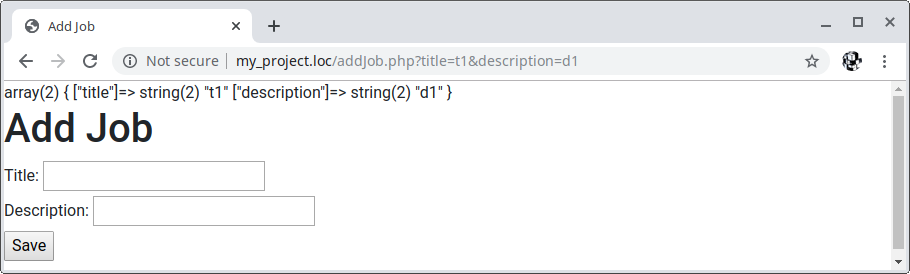 Add Job
Not secure | my_project.loc/addJob.php?title=t1&description=d1
array(2) { ["title"]=> string(2) "t1" ["description"]=> string(2) "d1" }
Add Job
Title:
Description:
Save